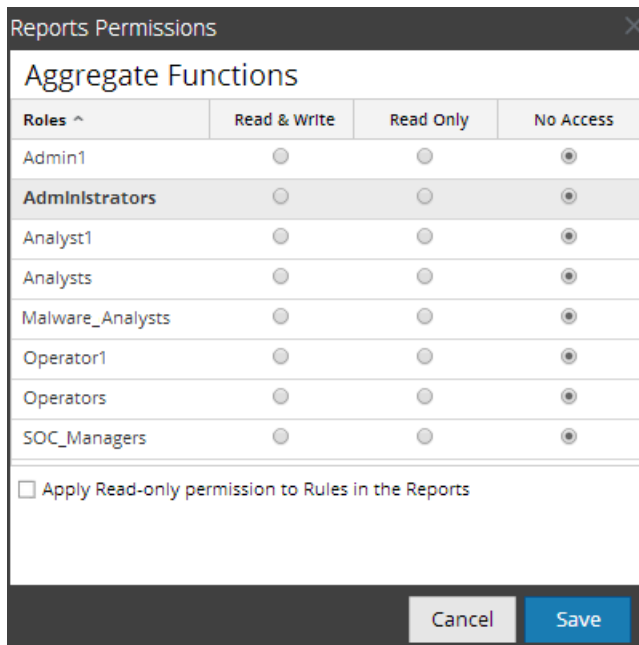 Reports Permissions
Aggregate Functions
Roles Read & Write Read Only No Access
Admin1
Administrators
Analyst1
Analysts
Malware_Analysts
Operator1
Operators
SOC_Managers
Apply Read-only permission to Rules in the Reports
Cancel Save